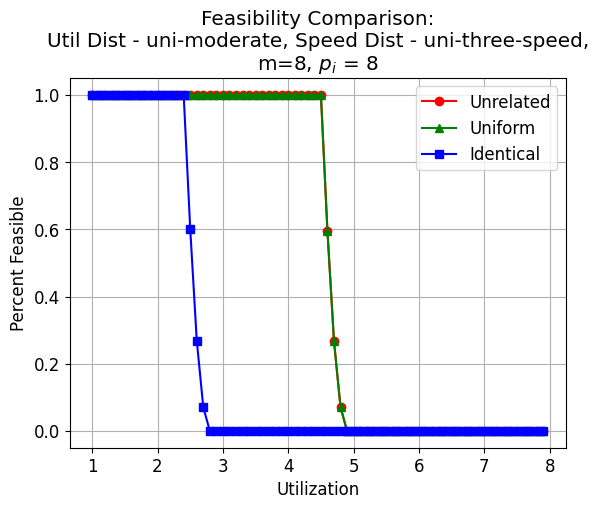 Feasibility Comparison:
Util Dist - uni-moderate, Speed Dist - uni-three-speed,
m=8, $p_i$ = 8
Unrelated
Uniform
Identical
Percent Feasible
1.0
0.8
0.6
0.4
0.2
0.0
1 2 3 4 5 6 7 8
Utilization